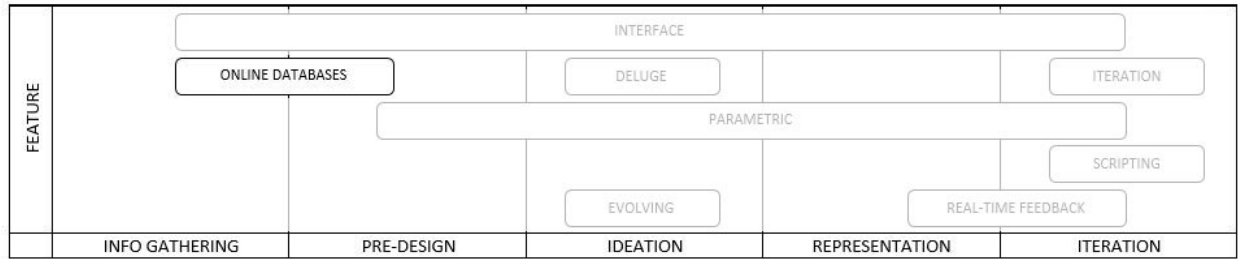 INTERFACE
ONLINE DATABASES
DELUGE
ITERATION
FEATURE
PARAMETRIC
SCRIPTING
EVOLVING
REAL-TIME FEEDBACK
INFO GATHERING
PRE-DESIGN
IDEATION
REPRESENTATION
ITERATION